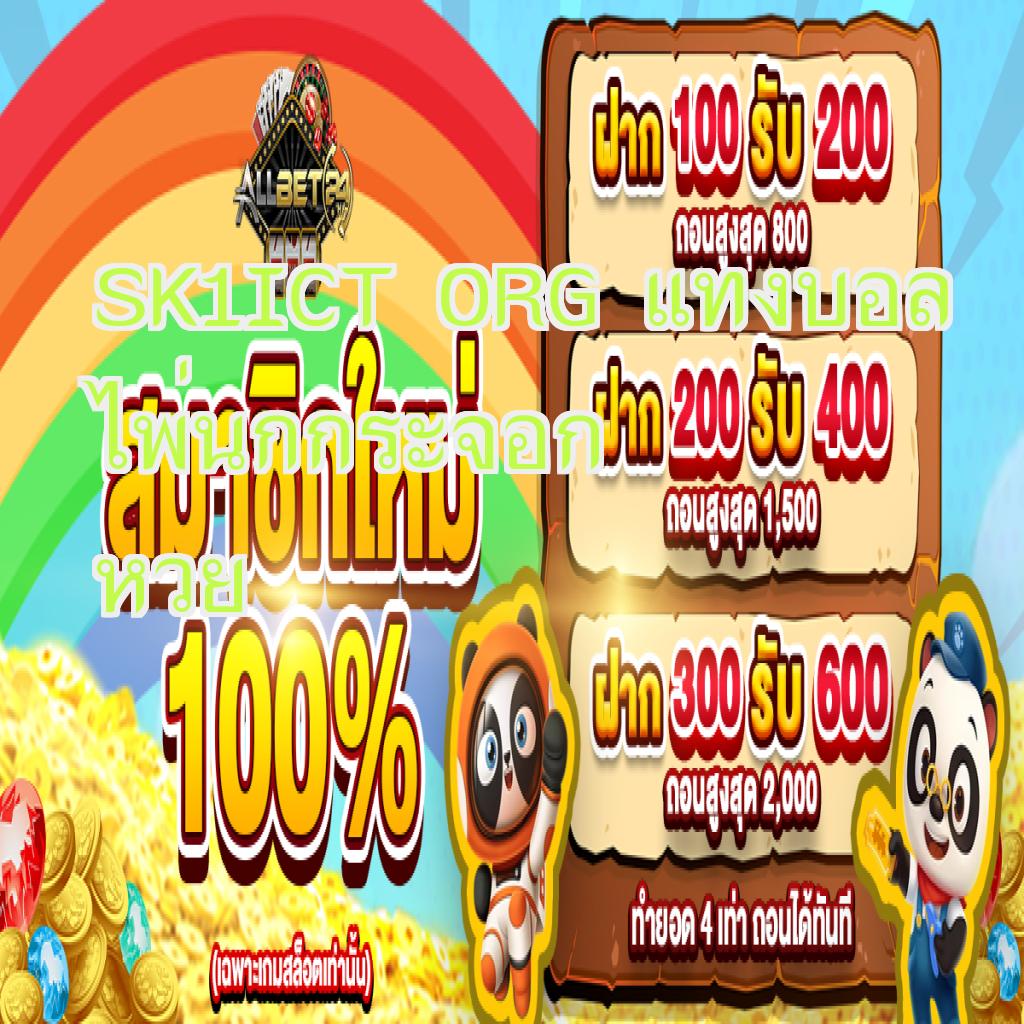 ALLBET24
SK1ICT ORG แทงบอล
ไพ่นกกระจอก
หวย
สมาชิกใหม่
100%
(เฉพาะเกมสล็อตเท่านั้น)
ฝาก 100 รับ 200
ถอนสูงสุด 800
ฝาก 200 รับ 400
ถอนสูงสุด 1,500
ฝาก 300 รับ 600
ถอนสูงสุด 2,000
ทำยอด 4 เท่า ถอนได้ทันที